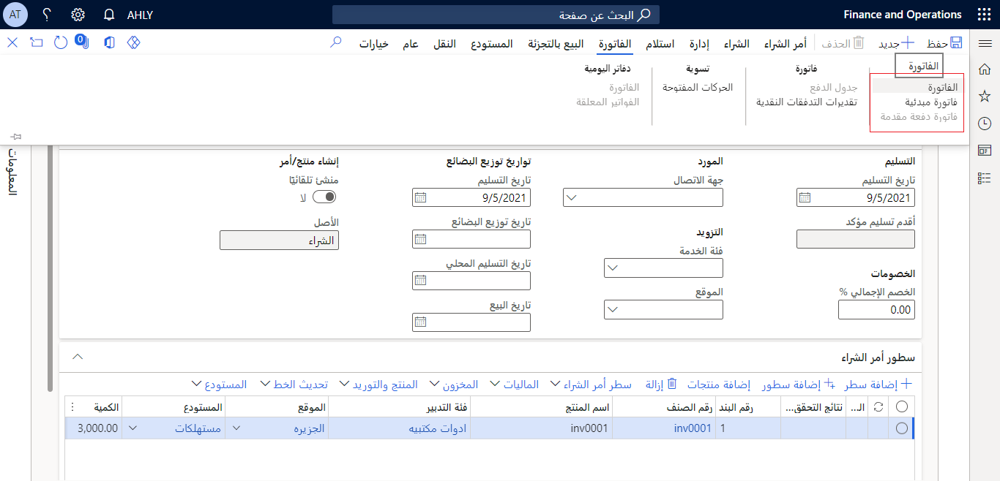 Finance and Operations
البحث عن صفحة
AHLY
AT
حفظ
جديد
الحذف
أمر الشراء
الشراء
إدارة
استلام
الفاتورة
البيع بالتجزئة
المستودع
النقل
عام
خيارات
0
الفاتورة
الفاتورة
فاتورة مبدئية
فاتورة دفعة مقدمة
فاتورة
جدول الدفع
تقديرات التدفقات النقدية
تسوية
الحركات المفتوحة
دفاتر اليومية
الفاتورة
الفواتير المعلقة
المعلومات
التسليم
تاريخ التسليم
9/5/2021
أقدم تسليم مؤكد
الخصومات
الخصم الإجمالي %
0.00
المورد
جهة الاتصال
التزويد
فئة الخدمة
الموقع
تواريخ توزيع البضائع
تاريخ التسليم
9/5/2021
تاريخ توزيع البضائع
تاريخ التسليم المحلي
تاريخ البيع
إنشاء منتج/أمر
منشئ تلقائيًا
لا
الأصل
الشراء
سطور أمر الشراء
إضافة سطر
إضافة سطور
إضافة منتجات
إزالة
سطر أمر الشراء
الماليات
المخزون
المنتج والتوريد
تحديث الخط
المستودع
الـ...
نتائج التحقق...
رقم البند
رقم الصنف
اسم المنتج
فئة التدبير
الموقع
المستودع
الكمية
1
inv0001
inv0001
ادوات مكتبيه
الجزيره
مستهلكات
3,000.00